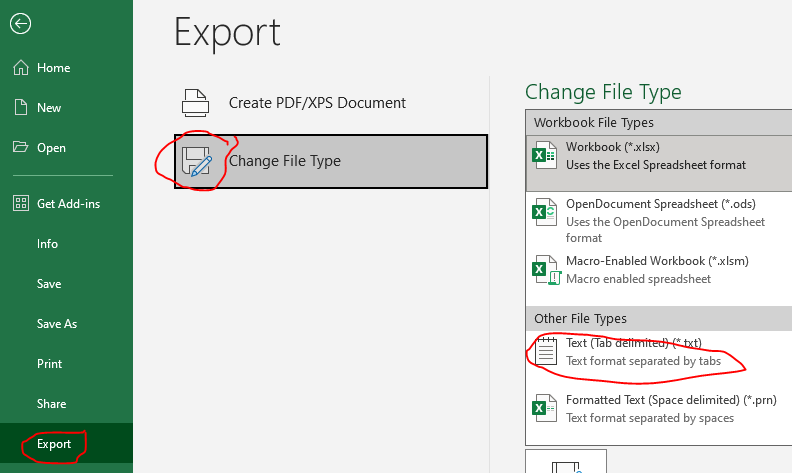 Export
Home
New
Open
Get Add-ins
Info
Save
Save As
Print
Share
Export
Create PDF/XPS Document
Change File Type
Change File Type
Workbook File Types
Workbook (*.xlsx)
Uses the Excel Spreadsheet format
OpenDocument Spreadsheet (*.ods)
Uses the OpenDocument Spreadsheet
format
Macro-Enabled Workbook (*.xlsm)
Macro enabled spreadsheet
Other File Types
Text (Tab delimited) (*.txt)
Text format separated by tabs
Formatted Text (Space delimited) (*.prn)
Text format separated by spaces